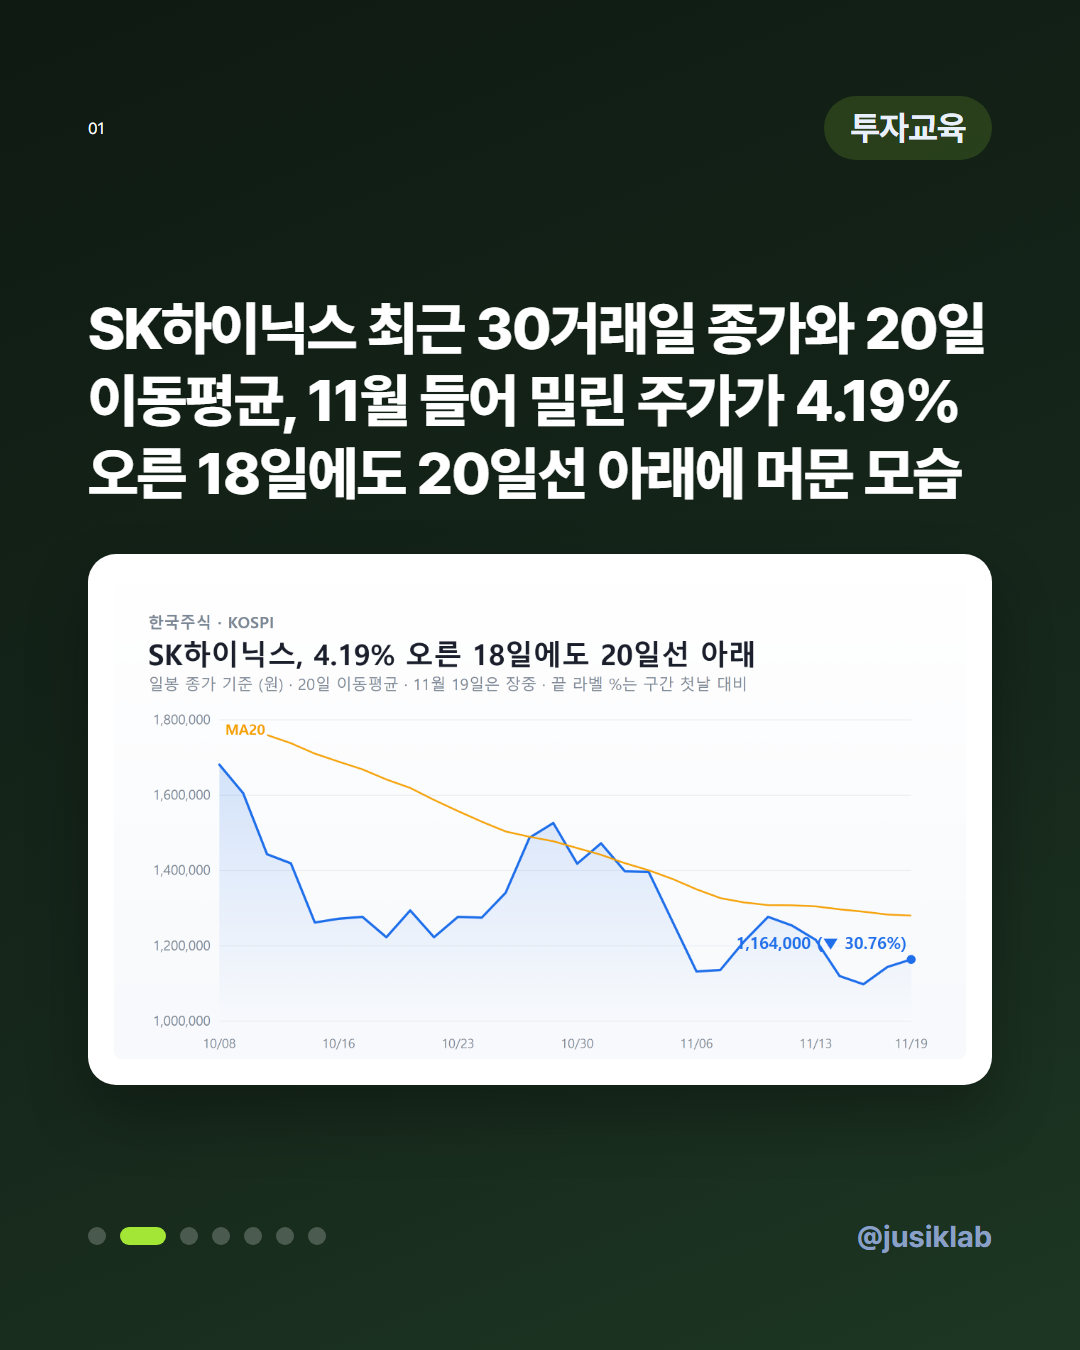 01
투자교육
SK하이닉스 최근 30거래일 종가와 20일
이동평균, 11월 들어 밀린 주가가 4.19%
오른 18일에도 20일선 아래에 머문 모습
한국주식 · KOSPI
SK하이닉스, 4.19% 오른 18일에도 20일선 아래
일봉 종가 기준 (원) · 20일 이동평균 · 11월 19일은 장중 · 끝 라벨 %는 구간 첫날 대비
1,800,000
MA20
1,600,000
1,400,000
1,200,000
1,164,000 (▼ 30.76%)
1,000,000
10/08 10/16 10/23 10/30 11/06 11/13 11/19
@jusiklab